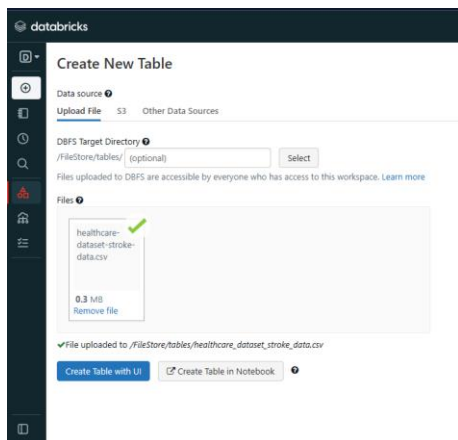 databricks
D
Create New Table
Data source ?
Upload File S3 Other Data Sources
DBFS Target Directory ?
/FileStore/tables/ (optional) Select
Files uploaded to DBFS are accessible by everyone who has access to this workspace. Learn more
Files ?
healthcare-
dataset-stroke-
data.csv
0.3 MB
Remove file
✓File uploaded to /FileStore/tables/healthcare_dataset_stroke_data.csv
Create Table with UI Create Table in Notebook ?